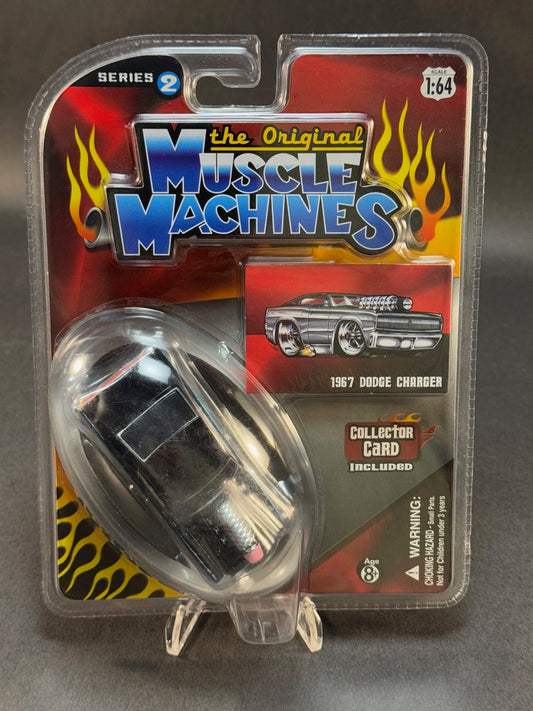 SERIES 2
SCALE
1:64
the Original
MUSCLE
MACHINES
1967 DODGE CHARGER
COLLECTOR
CARD
INCLUDED
Age
8+
WARNING:
CHOKING HAZARD - Small Parts.
Not for Children under 3 years